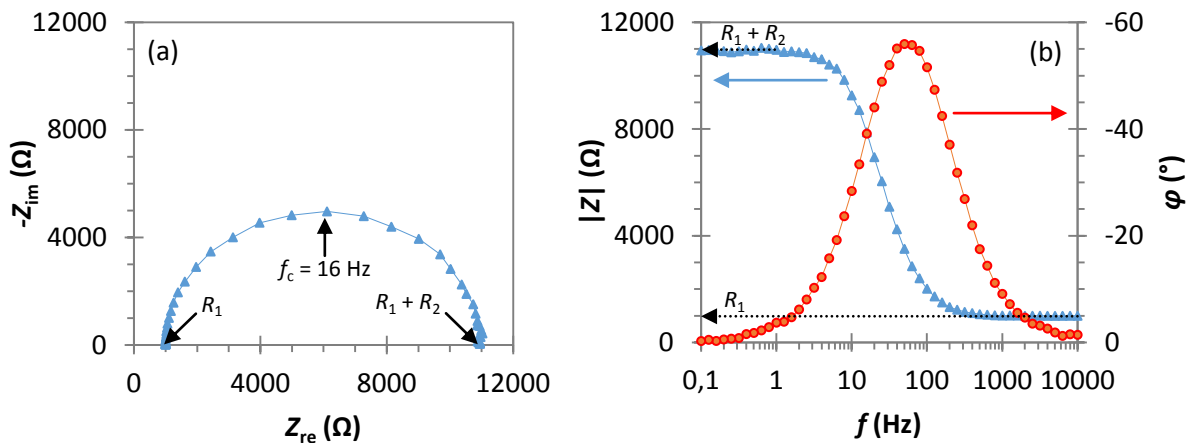 (a)
12000
8000
4000
0
-Zim (Ω)
R1
fc = 16 Hz
R1 + R2
0
4000
8000
12000
Zre (Ω)
(b)
12000
8000
4000
0
|Z| (Ω)
R1 + R2
R1
-60
-40
-20
0
φ (°)
0,1
1
10
100
1000
10000
f (Hz)